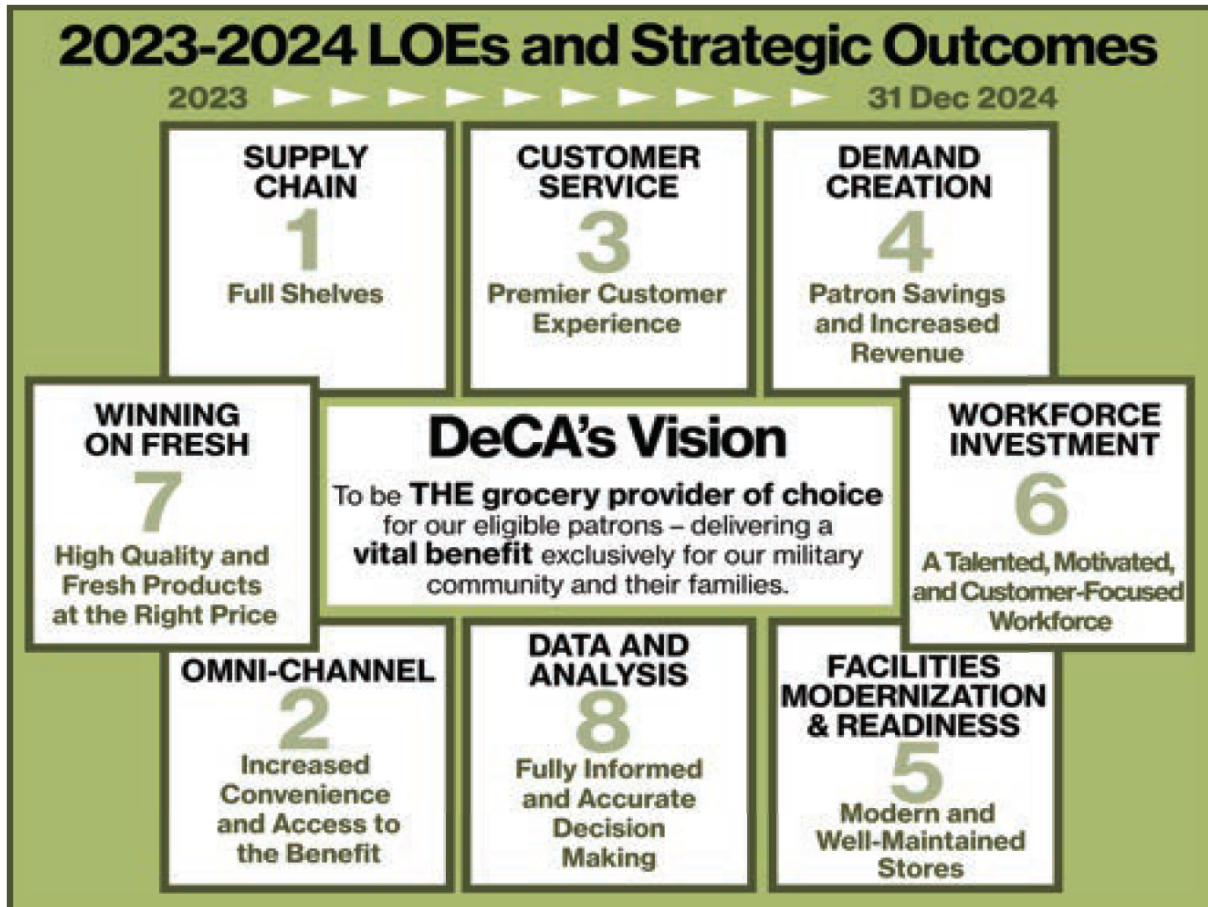 2023-2024 LOEs and Strategic Outcomes
2023
31 Dec 2024
SUPPLY
CHAIN
1
Full Shelves
CUSTOMER
SERVICE
3
Premier Customer
Experience
DEMAND
CREATION
4
Patron Savings
and Increased
Revenue
WINNING
ON FRESH
7
High Quality and
Fresh Products
at the Right Price
DeCA's Vision
To be THE grocery provider of choice
for our eligible patrons – delivering a
vital benefit exclusively for our military
community and their families.
WORKFORCE
INVESTMENT
6
A Talented, Motivated,
and Customer-Focused
Workforce
OMNI-CHANNEL
2
Increased
Convenience
and Access to
the Benefit
DATA AND
ANALYSIS
8
Fully Informed
and Accurate
Decision
Making
FACILITIES
MODERNIZATION
& READINESS
5
Modern and
Well-Maintained
Stores